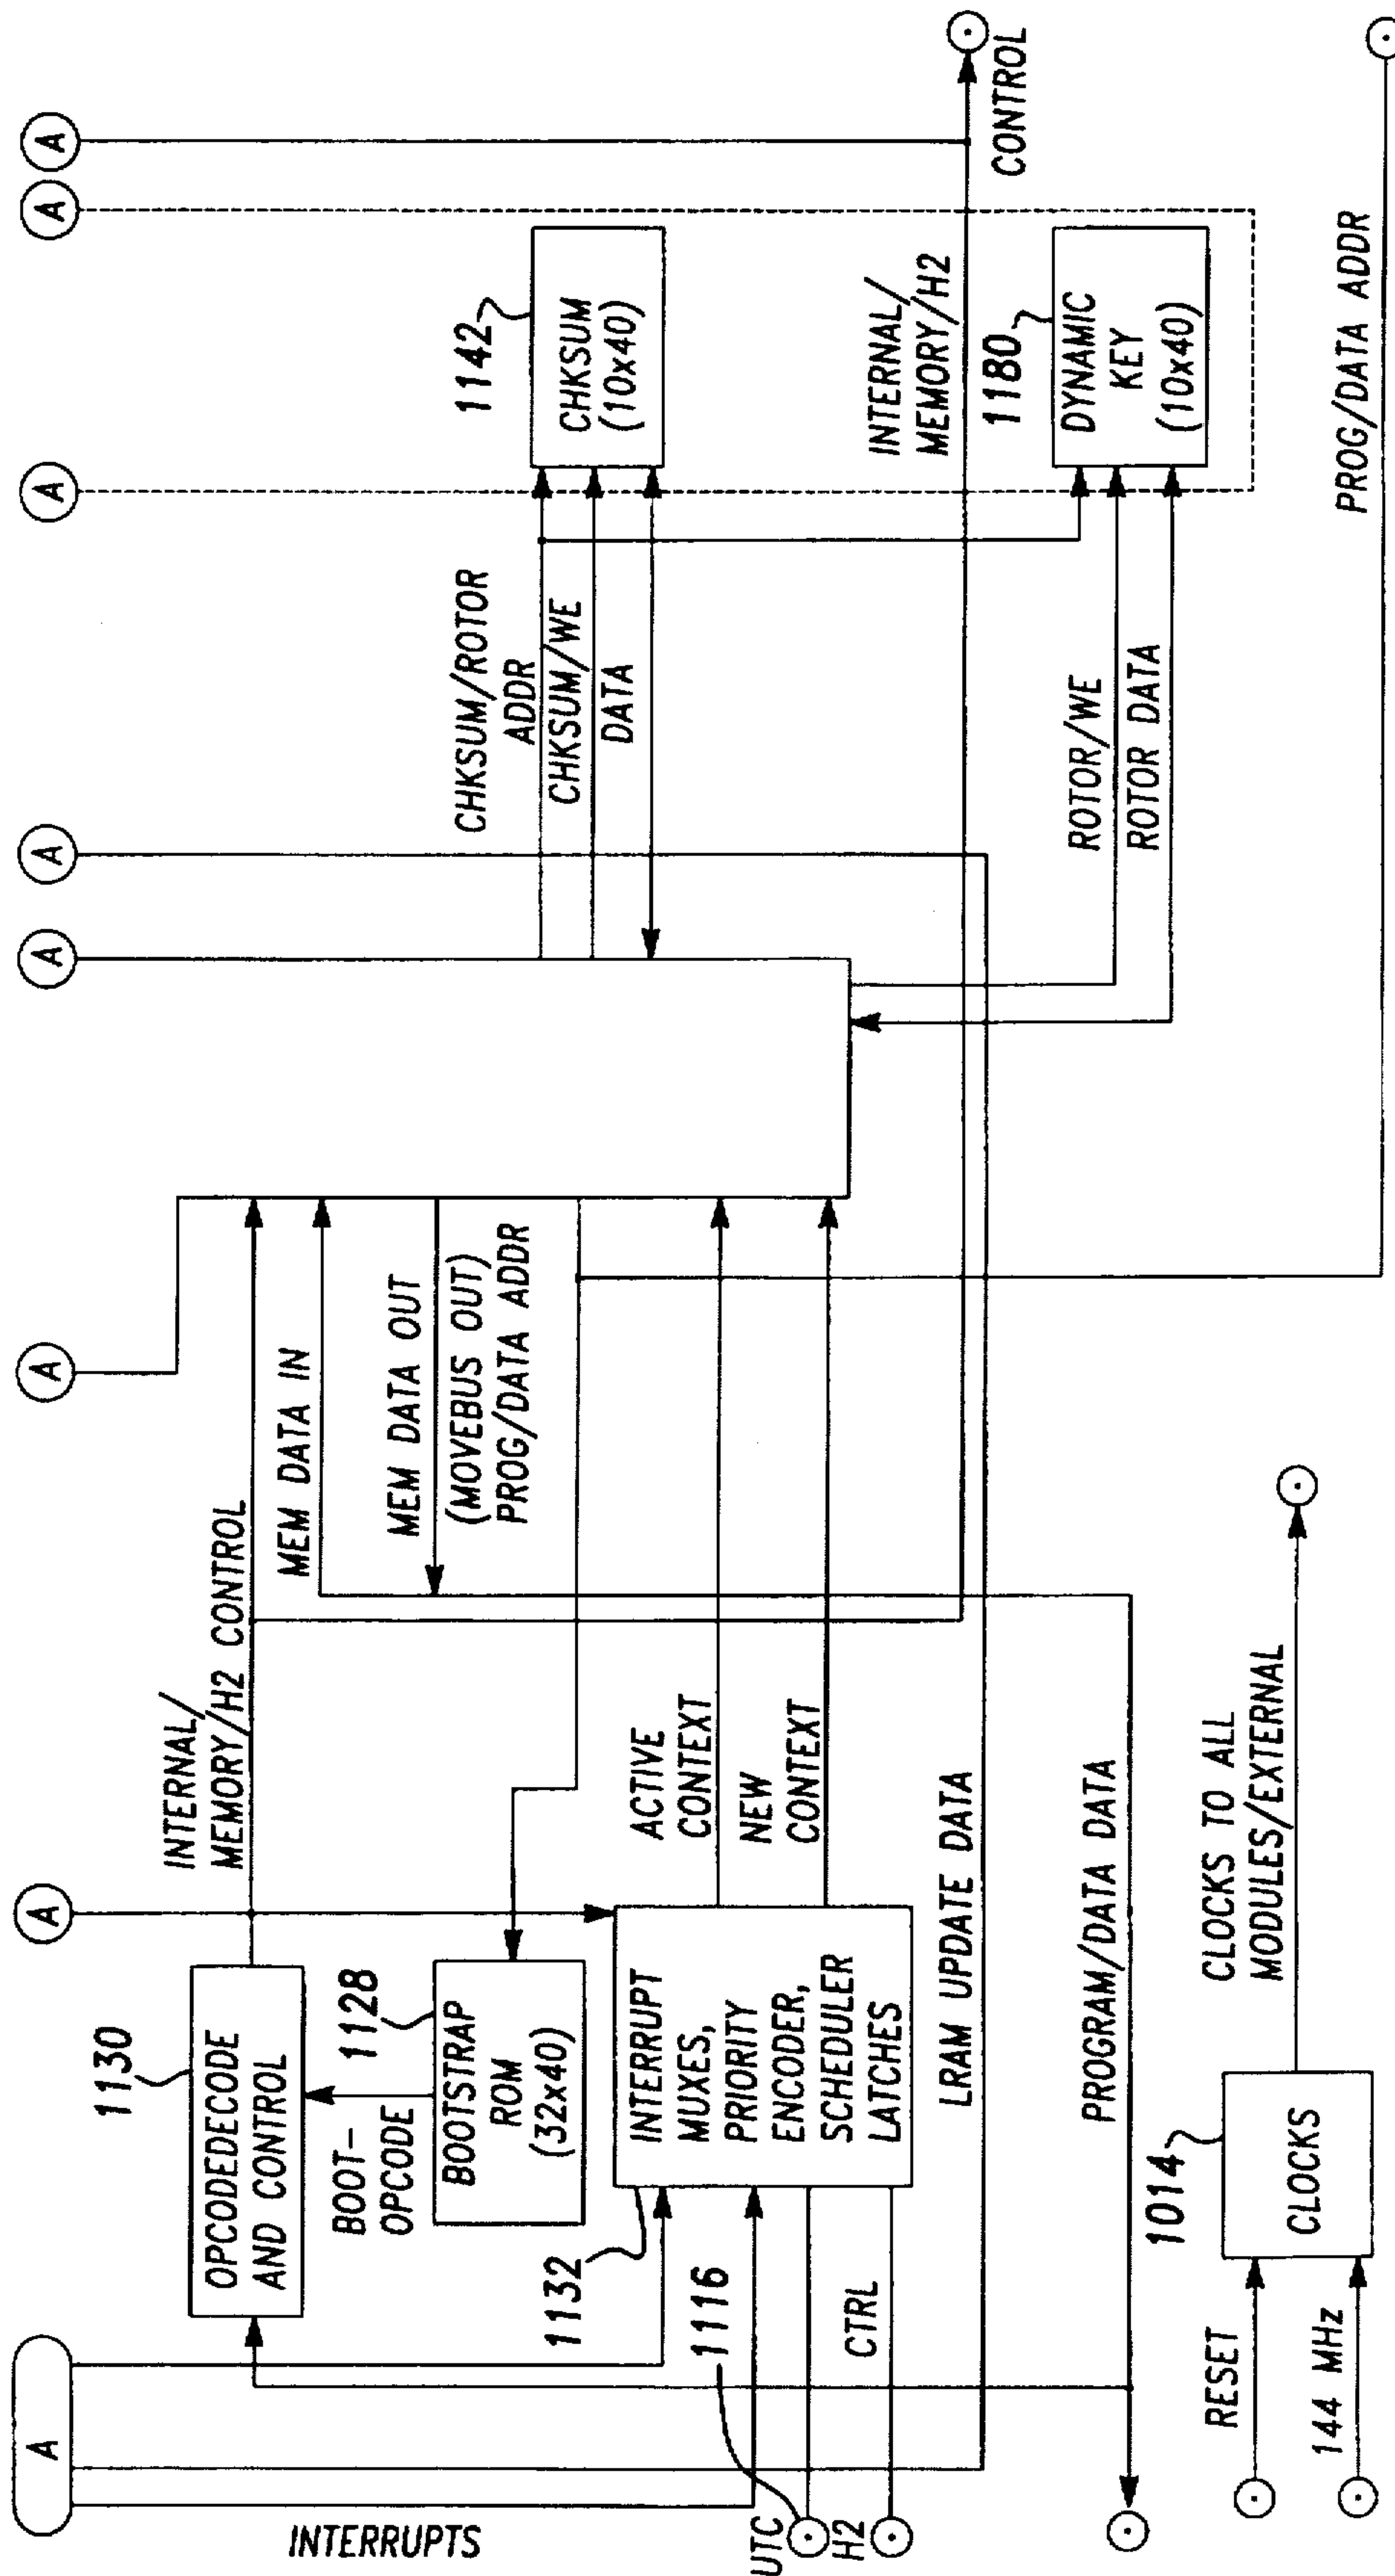 A
INTERRUPTS
1130
OPCODEDECODE
AND CONTROL
BOOT-
OPCODE
1128
BOOTSTRAP
ROM
(32x40)
1132
INTERRUPT
MUXES,
PRIORITY
ENCODER,
SCHEDULER
LATCHES
1116
UTC
H2
CTRL
A
INTERNAL/
MEMORY/H2 CONTROL
MEM DATA IN
MEM DATA OUT
(MOVEBUS OUT)
PROG/DATA ADDR
ACTIVE
CONTEXT
NEW
CONTEXT
LRAM UPDATE DATA
PROGRAM/DATA DATA
A
A
A
CHKSUM/ROTOR
ADDR
CHKSUM/WE
DATA
ROTOR/WE
ROTOR DATA
A
A
A
1142
CHKSUM
(10x40)
INTERNAL/
MEMORY/H2
CONTROL
1180
DYNAMIC
KEY
(10x40)
PROG/DATA ADDR
RESET
144 MHz
1014
CLOCKS
CLOCKS TO ALL
MODULES/EXTERNAL